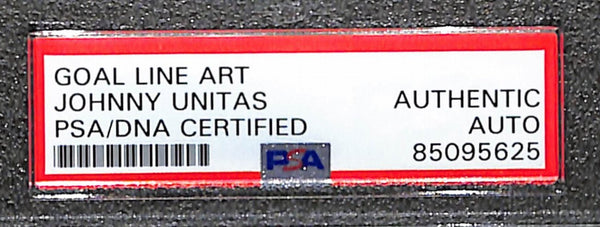 GOAL LINE ART
JOHNNY UNITAS
PSA/DNA CERTIFIED
AUTHENTIC
AUTO
85095625
PSA